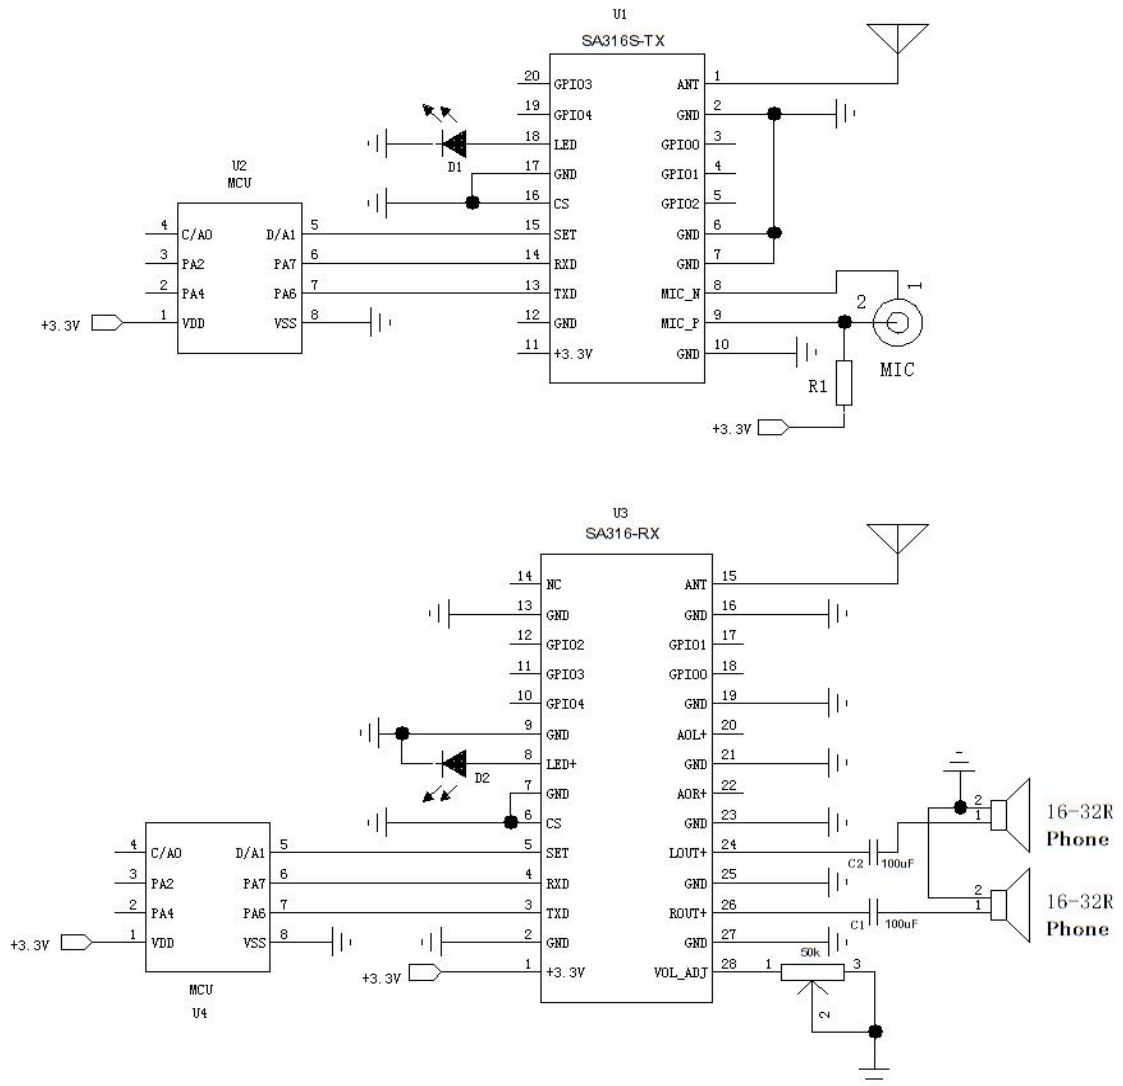 U1
SA316S-TX
20 GPIO3 ANT 1
19 GPIO4 GND 2
18 LED GPIO0 3
D1
17 GND GPIO1 4
16 CS GPIO2 5
15 SET GND 6
14 RXD GND 7
13 TXD MIC_N 8
12 GND MIC_P 9
11 +3.3V GND 10
U2
MCU
4 C/A0 D/A1 5
3 PA2 PA7 6
2 PA4 PA6 7
+3.3V 1 VDD VSS 8
1
2
MIC
R1
+3.3V
U3
SA316-RX
14 NC ANT 15
13 GND GND 16
12 GPIO2 GPIO1 17
11 GPIO3 GPIO0 18
10 GPIO4 GND 19
9 GND AOL+ 20
8 LED+ GND 21
D2
7 GND AOR+ 22
6 CS GND 23
5 SET LOUT+ 24
4 RXD GND 25
3 TXD ROUT+ 26
2 GND GND 27
+3.3V 1 +3.3V VOL_ADJ 28
4 C/A0 D/A1 5
3 PA2 PA7 6
2 PA4 PA6 7
+3.3V 1 VDD VSS 8
MCU
U4
C2 100uF
C1 100uF
2
1
16-32R
Phone
2
1
16-32R
Phone
50k
1 3
2